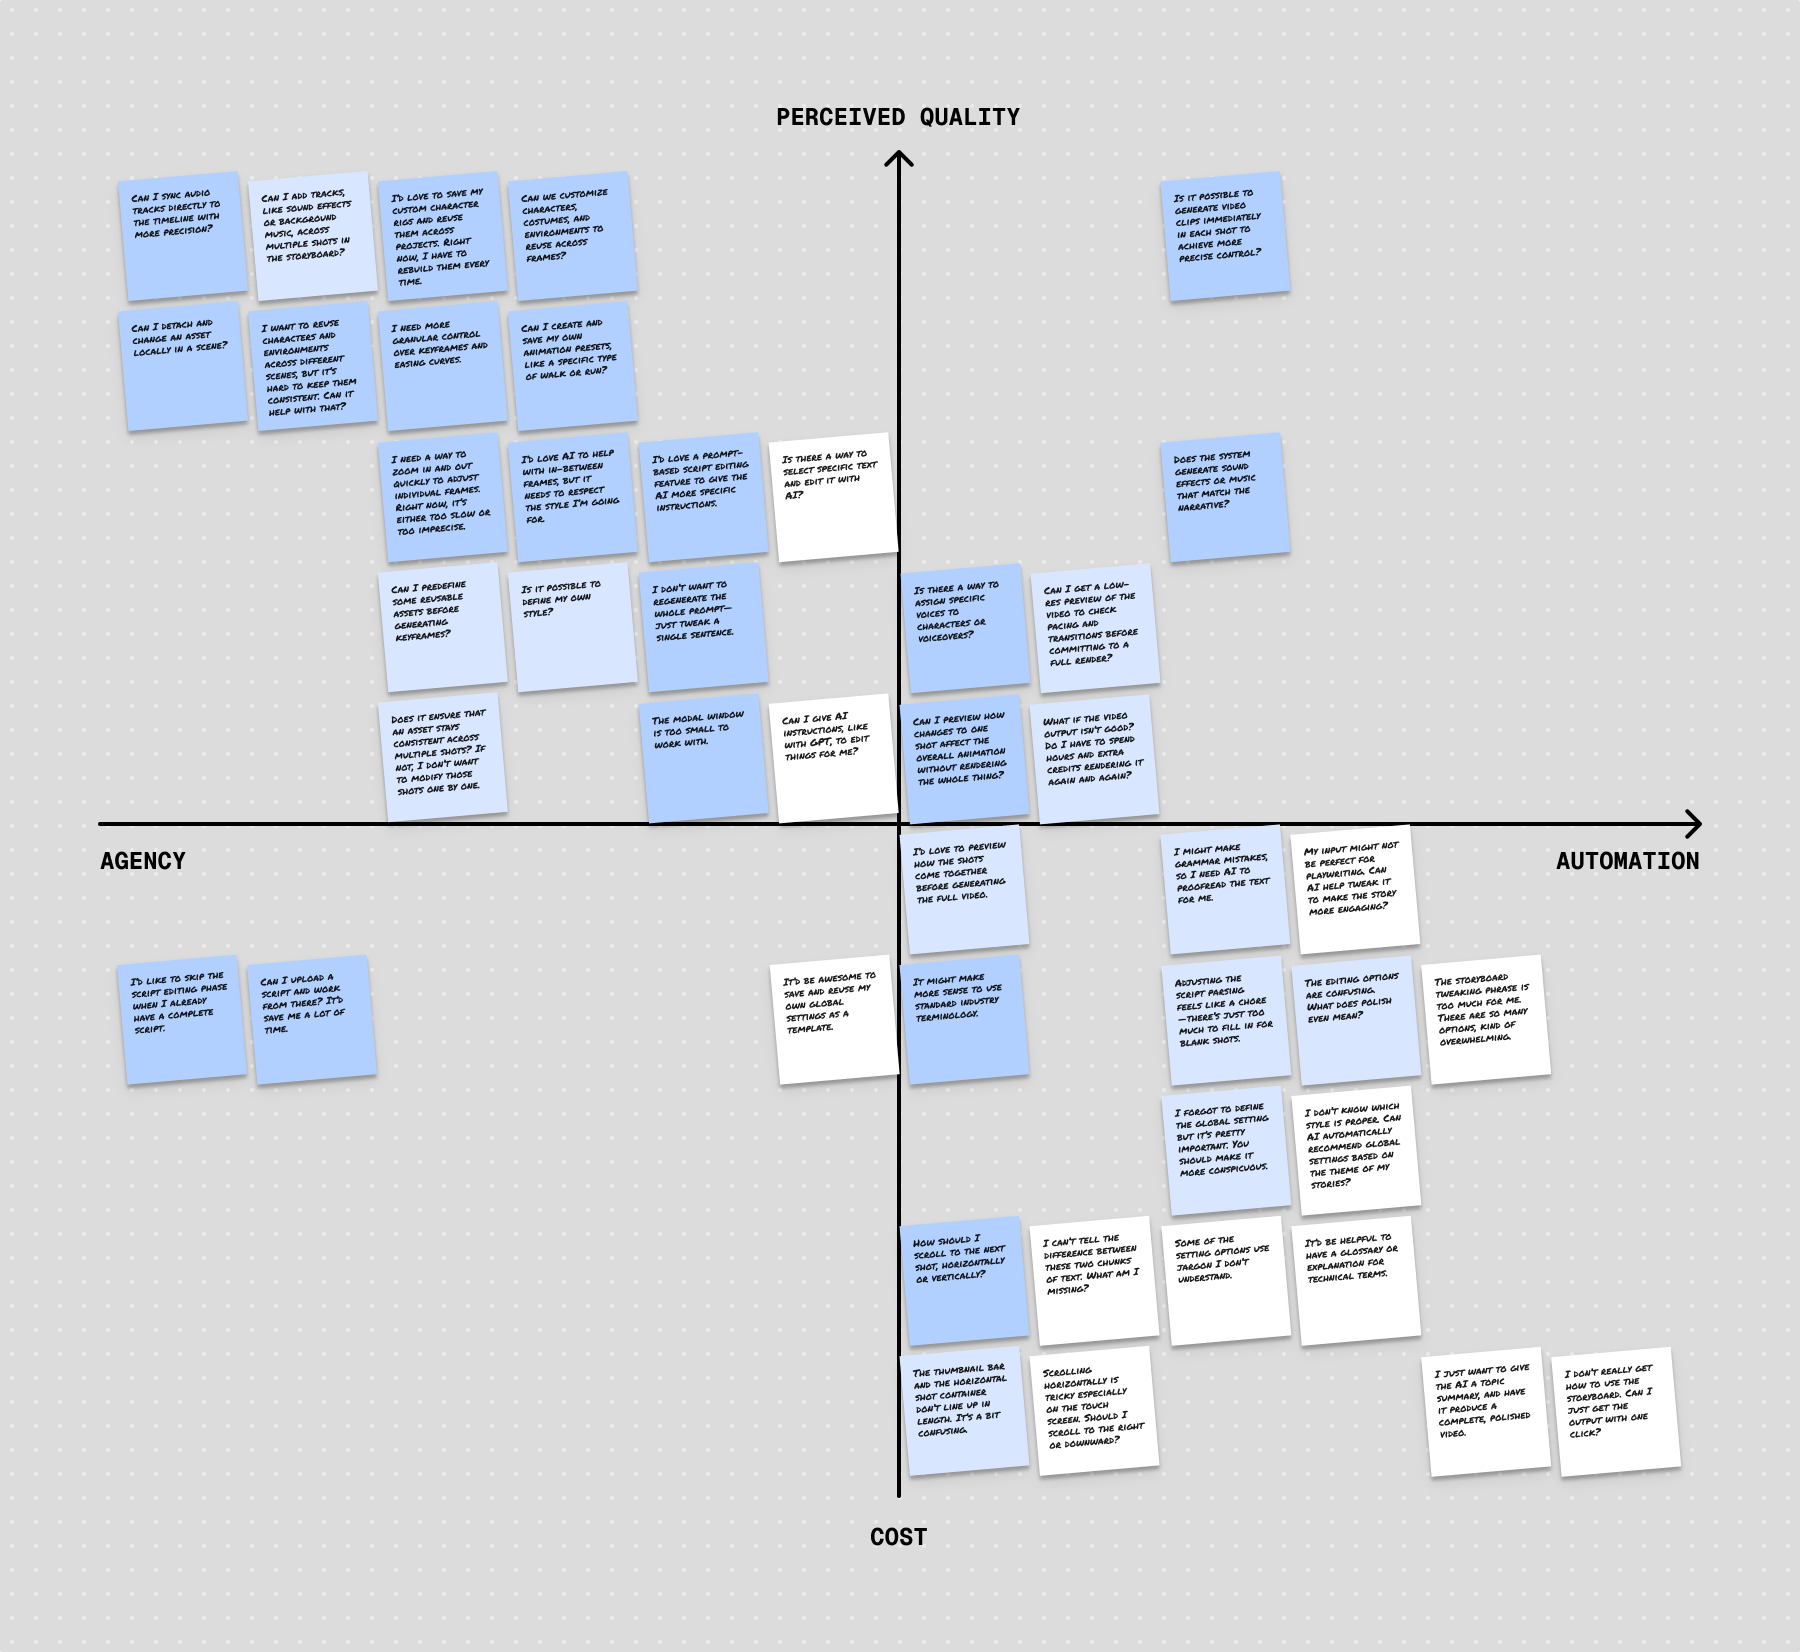 PERCEIVED QUALITY
CAN I SYNC AUDIO
TRACKS DIRECTLY TO
THE TIMELINE WITH
MORE PRECISION?
CAN I ADD TRACKS,
LIKE SOUND EFFECTS
OR BACKGROUND
MUSIC, ACROSS
MULTIPLE SHOTS IN
THE STORYBOARD?
I'D LOVE TO SAVE MY
CUSTOM CHARACTER
RIGS AND REUSE
THEM ACROSS
PROJECTS. RIGHT
NOW, I HAVE TO
REBUILD THEM EVERY
TIME.
CAN WE CUSTOMIZE
CHARACTERS,
COSTUMES, AND
ENVIRONMENTS TO
REUSE ACROSS
FRAMES?
IS IT POSSIBLE TO
GENERATE VIDEO
CLIPS IMMEDIATELY
IN EACH SHOT TO
ACHIEVE MORE
PRECISE CONTROL?
CAN I DETACH AND
CHANGE AN ASSET
LOCALLY IN A SCENE?
I WANT TO REUSE
CHARACTERS AND
ENVIRONMENTS
ACROSS DIFFERENT
SCENES, BUT IT'S
HARD TO KEEP THEM
CONSISTENT. CAN IT
HELP WITH THAT?
I NEED MORE
GRANULAR CONTROL
OVER KEYFRAMES AND
EASING CURVES.
CAN I CREATE AND
SAVE MY OWN
ANIMATION PRESETS,
LIKE A SPECIFIC TYPE
OF WALK OR RUN?
I NEED A WAY TO
ZOOM IN AND OUT
QUICKLY TO ADJUST
INDIVIDUAL FRAMES.
RIGHT NOW, IT'S
EITHER TOO SLOW OR
TOO IMPRECISE.
I'D LOVE AI TO HELP
WITH IN-BETWEEN
FRAMES, BUT IT
NEEDS TO RESPECT
THE STYLE I'M GOING
FOR.
I'D LOVE A PROMPT-
BASED SCRIPT EDITING
FEATURE TO GIVE THE
AI MORE SPECIFIC
INSTRUCTIONS.
IS THERE A WAY TO
SELECT SPECIFIC TEXT
AND EDIT IT WITH
AI?
DOES THE SYSTEM
GENERATE SOUND
EFFECTS OR MUSIC
THAT MATCH THE
NARRATIVE?
CAN I PREDEFINE
SOME REUSABLE
ASSETS BEFORE
GENERATING
KEYFRAMES?
IS IT POSSIBLE TO
DEFINE MY OWN
STYLE?
I DON'T WANT TO
REGENERATE THE
WHOLE PROMPT—
JUST TWEAK A
SINGLE SENTENCE.
IS THERE A WAY TO
ASSIGN SPECIFIC
VOICES TO
CHARACTERS OR
VOICEOVERS?
CAN I GET A LOW-
RES PREVIEW OF THE
VIDEO TO CHECK
PACING AND
TRANSITIONS BEFORE
COMMITTING TO A
FULL RENDER?
DOES IT ENSURE THAT
AN ASSET STAYS
CONSISTENT ACROSS
MULTIPLE SHOTS? IF
NOT, I DON'T WANT
TO MODIFY THOSE
SHOTS ONE BY ONE.
THE MODAL WINDOW
IS TOO SMALL TO
WORK WITH.
CAN I GIVE AI
INSTRUCTIONS, LIKE
WITH GPT, TO EDIT
THINGS FOR ME?
CAN I PREVIEW HOW
CHANGES TO ONE
SHOT AFFECT THE
OVERALL ANIMATION
WITHOUT RENDERING
THE WHOLE THING?
WHAT IF THE VIDEO
OUTPUT ISN'T GOOD?
DO I HAVE TO SPEND
HOURS AND EXTRA
CREDITS RENDERING IT
AGAIN AND AGAIN?
AGENCY
AUTOMATION
I'D LOVE TO PREVIEW
HOW THE SHOTS
COME TOGETHER
BEFORE GENERATING
THE FULL VIDEO.
I MIGHT MAKE
GRAMMAR MISTAKES,
SO I NEED AI TO
PROOFREAD THE TEXT
FOR ME.
MY INPUT MIGHT NOT
BE PERFECT FOR
PLAYWRITING. CAN
AI HELP TWEAK IT
TO MAKE THE STORY
MORE ENGAGING?
I'D LIKE TO SKIP THE
SCRIPT EDITING PHASE
WHEN I ALREADY
HAVE A COMPLETE
SCRIPT.
CAN I UPLOAD A
SCRIPT AND WORK
FROM THERE? IT'D
SAVE ME A LOT OF
TIME.
IT'D BE AWESOME TO
SAVE AND REUSE MY
OWN GLOBAL
SETTINGS AS A
TEMPLATE.
IT MIGHT MAKE
MORE SENSE TO USE
STANDARD INDUSTRY
TERMINOLOGY.
ADJUSTING THE
SCRIPT PARSING
FEELS LIKE A CHORE
—THERE'S JUST TOO
MUCH TO FILL IN FOR
BLANK SHOTS.
THE EDITING OPTIONS
ARE CONFUSING.
WHAT DOES POLISH
EVEN MEAN?
THE STORYBOARD
TWEAKING PHRASE IS
TOO MUCH FOR ME.
THERE ARE SO MANY
OPTIONS, KIND OF
OVERWHELMING.
I FORGOT TO DEFINE
THE GLOBAL SETTING
BUT IT'S PRETTY
IMPORTANT. YOU
SHOULD MAKE IT
MORE CONSPICUOUS.
I DON'T KNOW WHICH
STYLE IS PROPER. CAN
AI AUTOMATICALLY
RECOMMEND GLOBAL
SETTINGS BASED ON
THE THEME OF MY
STORIES?
HOW SHOULD I
SCROLL TO THE NEXT
SHOT, HORIZONTALLY
OR VERTICALLY?
I CAN'T TELL THE
DIFFERENCE BETWEEN
THESE TWO CHUNKS
OF TEXT. WHAT AM I
MISSING?
SOME OF THE
SETTING OPTIONS USE
JARGON I DON'T
UNDERSTAND.
IT'D BE HELPFUL TO
HAVE A GLOSSARY OR
EXPLANATION FOR
TECHNICAL TERMS.
THE THUMBNAIL BAR
AND THE HORIZONTAL
SHOT CONTAINER
DON'T LINE UP IN
LENGTH. IT'S A BIT
CONFUSING.
SCROLLING
HORIZONTALLY IS
TRICKY ESPECIALLY
ON THE TOUCH
SCREEN. SHOULD I
SCROLL TO THE RIGHT
OR DOWNWARD?
I JUST WANT TO GIVE
THE AI A TOPIC
SUMMARY, AND HAVE
IT PRODUCE A
COMPLETE, POLISHED
VIDEO.
I DON'T REALLY GET
HOW TO USE THE
STORYBOARD. CAN I
JUST GET THE
OUTPUT WITH ONE
CLICK?
COST